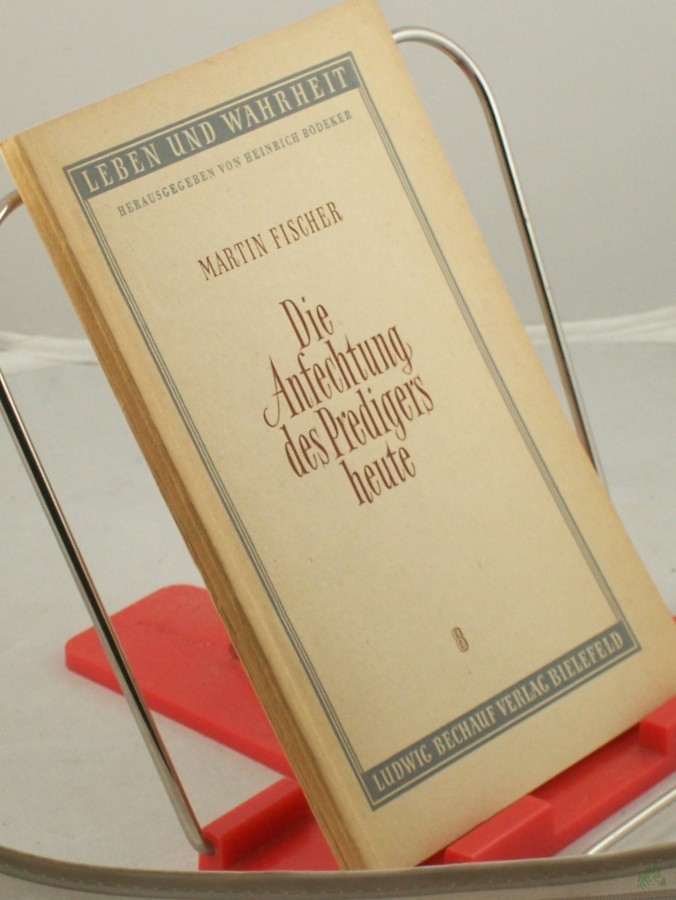 LEBEN UND WAHRHEIT
HERAUSGEGEBEN VON HEINRICH BÖDEKER
MARTIN FISCHER
Die
Anfechtung
des Predigers
heute
8
LUDWIG BECHAUF VERLAG BIELEFELD